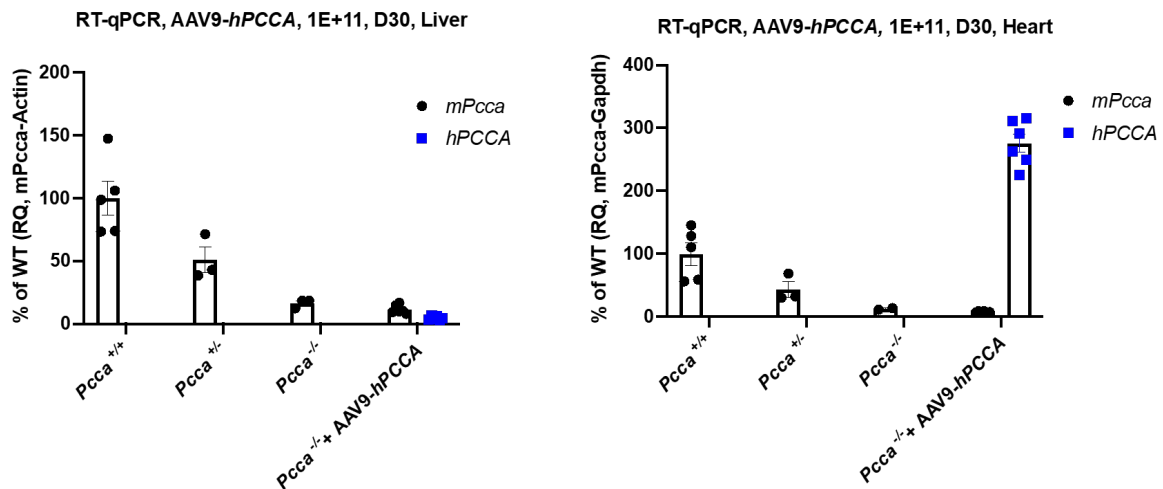 RT-qPCR, AAV9-hPCCA, 1E+11, D30, Liver
% of WT (RQ, mPcca-Actin)
200
150
100
50
0
mPcca
hPCCA
Pcca+/+
Pcca+/-
Pcca-/-
Pcca-/-+ AAV9-hPCCA
RT-qPCR, AAV9-hPCCA, 1E+11, D30, Heart
% of WT (RQ, mPcca-Gapdh)
400
300
200
100
0
mPcca
hPCCA
Pcca+/+
Pcca+/-
Pcca-/-
Pcca-/-+ AAV9-hPCCA